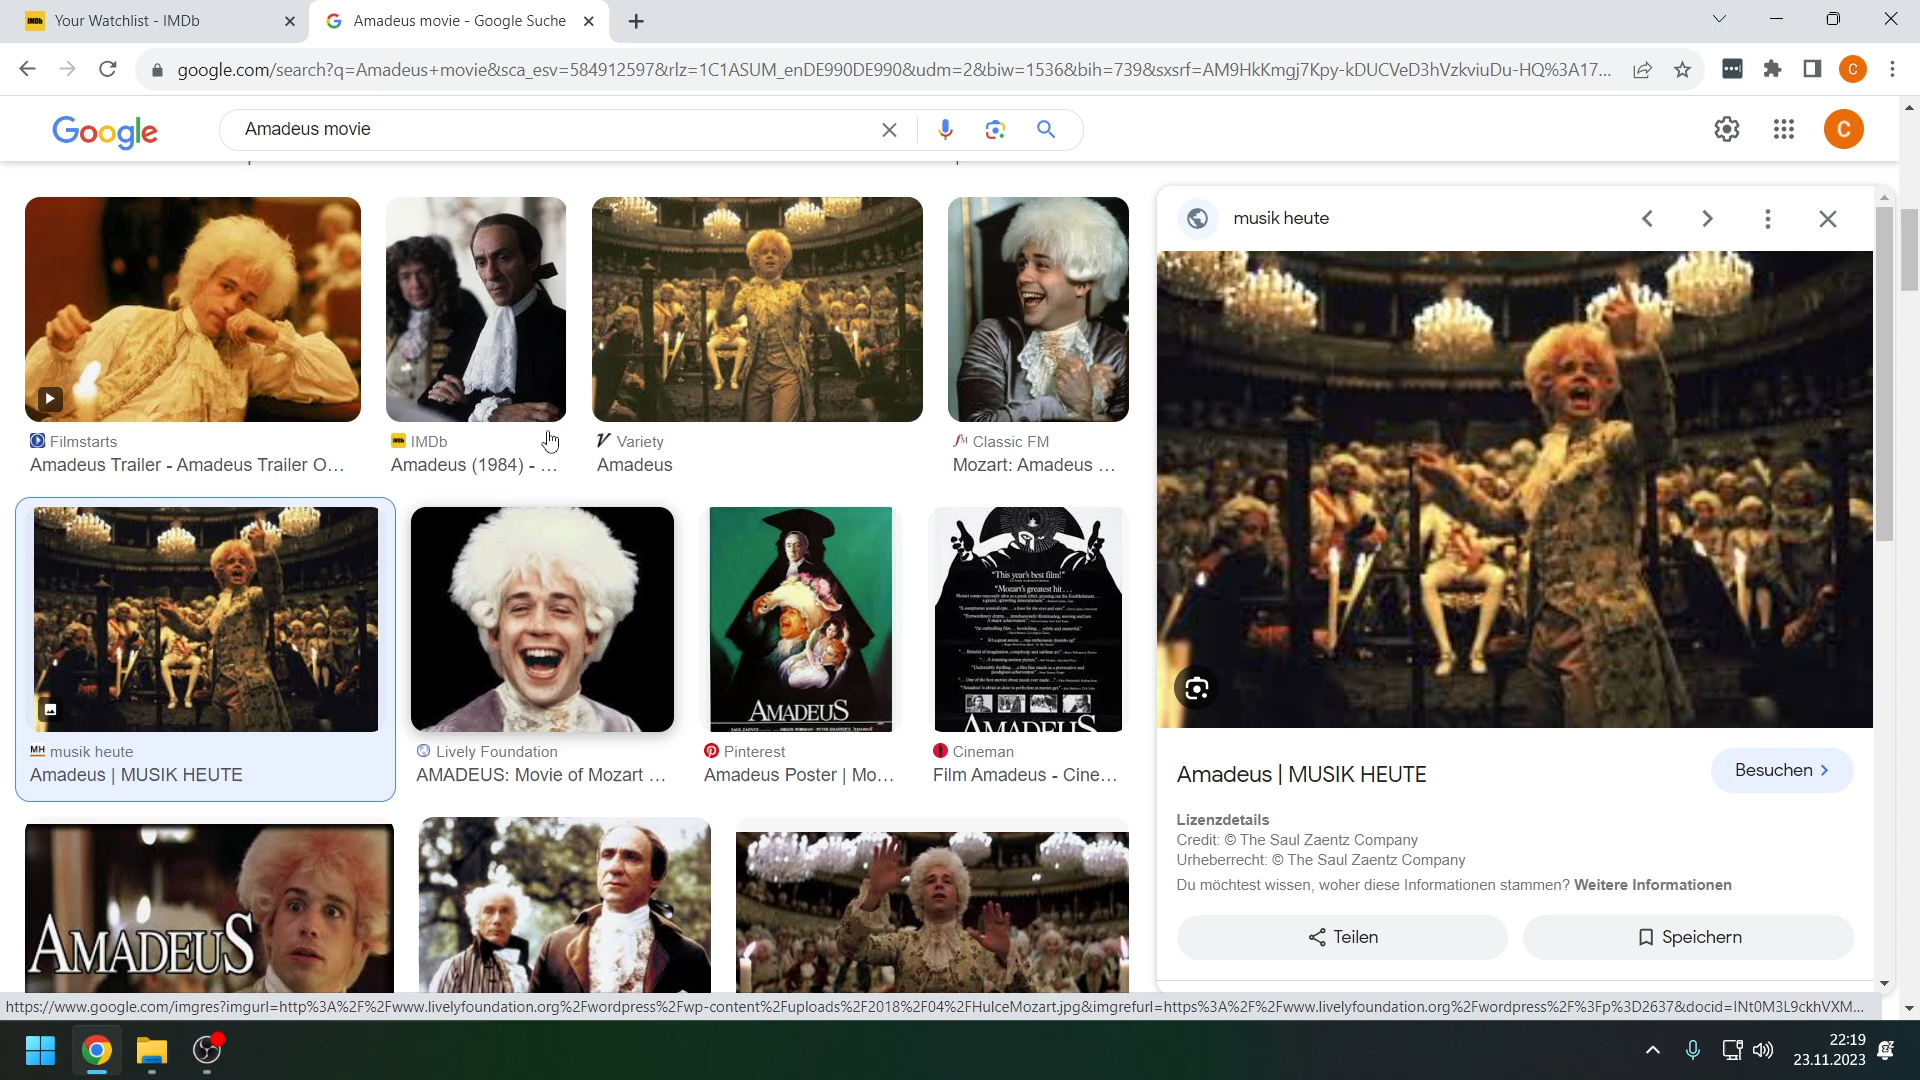 Your Watchlist - IMDb
Amadeus movie - Google Suche
google.com/search?q=Amadeus+movie&sca_esv=584912597&rlz=1C1ASUM_enDE990DE990&udm=2&biw=1536&bih=739&sxsrf=AM9HkKmgj7Kpy-kDUCVeD3hVzkviuDu-HQ%3A17...
C
Google
Amadeus movie
C
musik heute
Filmstarts
Amadeus Trailer - Amadeus Trailer O...
IMDb
Amadeus (1984) - ...
Variety
Amadeus
Classic FM
Mozart: Amadeus ...
AMADEUS
"This year's best film!"
"Mozart's greatest hit...
AMADEUS
musik heute
Amadeus | MUSIK HEUTE
Lively Foundation
AMADEUS: Movie of Mozart ...
Pinterest
Amadeus Poster | Mo...
Cineman
Film Amadeus - Cine...
AMADEUS
Amadeus | MUSIK HEUTE
Besuchen
Lizenzdetails
Credit: © The Saul Zaentz Company
Urheberrecht: © The Saul Zaentz Company
Du möchtest wissen, woher diese Informationen stammen? Weitere Informationen
Teilen
Speichern
https://www.google.com/imgres?imgurl=http%3A%2F%2Fwww.livelyfoundation.org%2Fwordpress%2Fwp-content%2Fuploads%2F2018%2F04%2FHulceMozart.jpg&imgrefurl=https%3A%2F%2Fwww.livelyfoundation.org%2Fwordpress%2F%3Fp%3D2637&docid=INt0M3L9ckhVXM...
22:19
23.11.2023